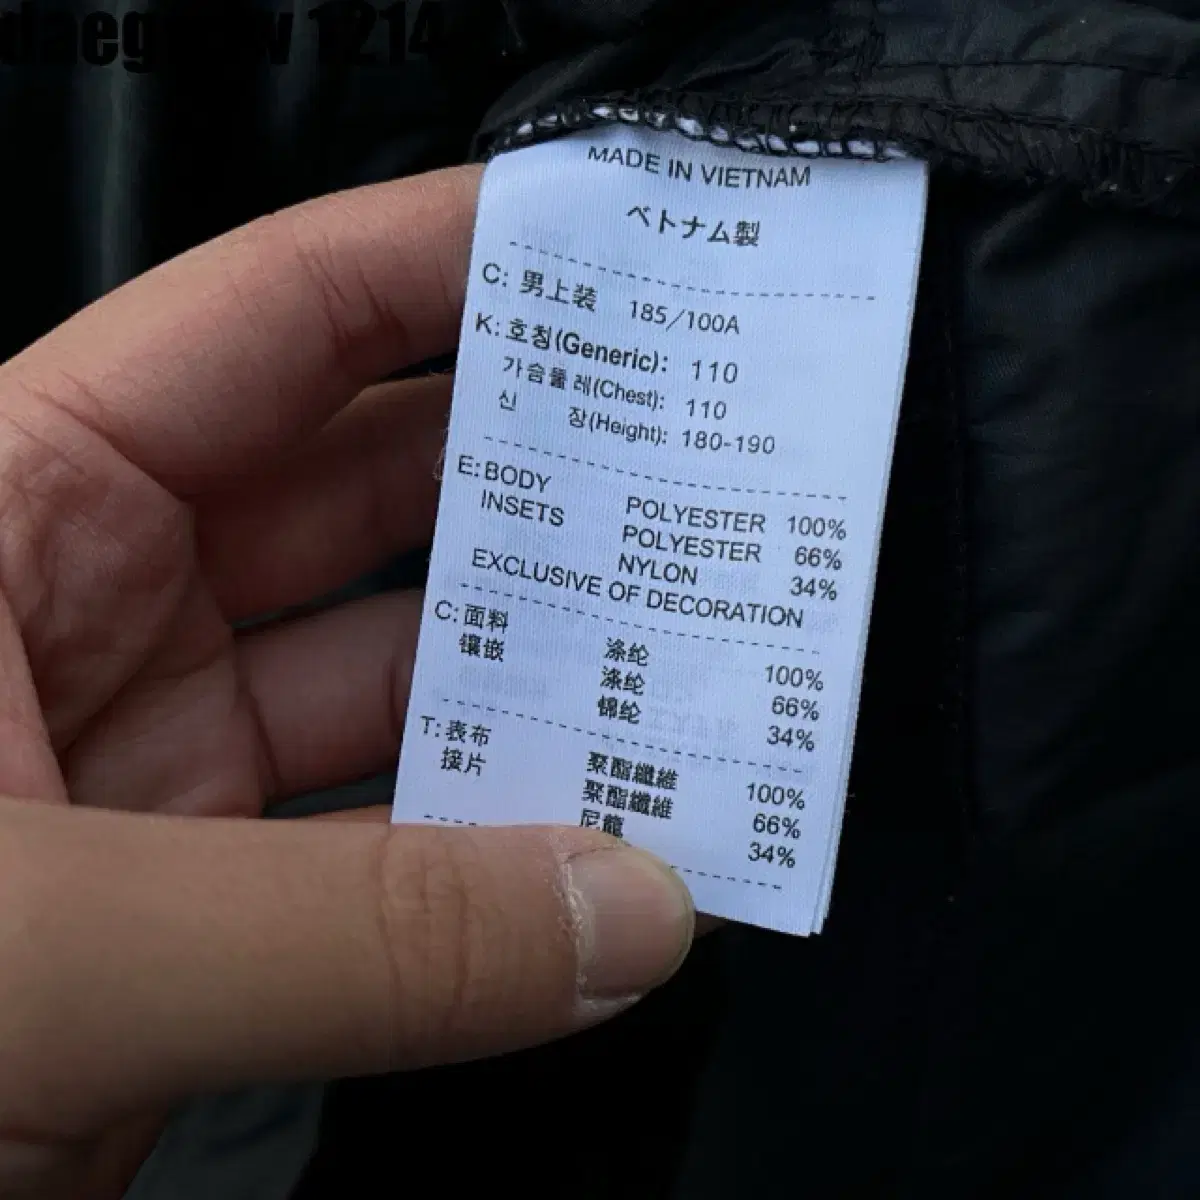 MADE IN VIETNAM
ベトナム製
C: 男上装 185/100A
K: 호칭(Generic): 110
가슴둘레(Chest): 110
신 장(Height): 180-190
E: BODY POLYESTER 100%
INSETS POLYESTER 66%
NYLON 34%
EXCLUSIVE OF DECORATION
C: 面料 涤纶 100%
镶嵌 涤纶 66%
锦纶 34%
T: 表布 聚酯纖維 100%
接片 聚酯纖維 66%
尼龍 34%